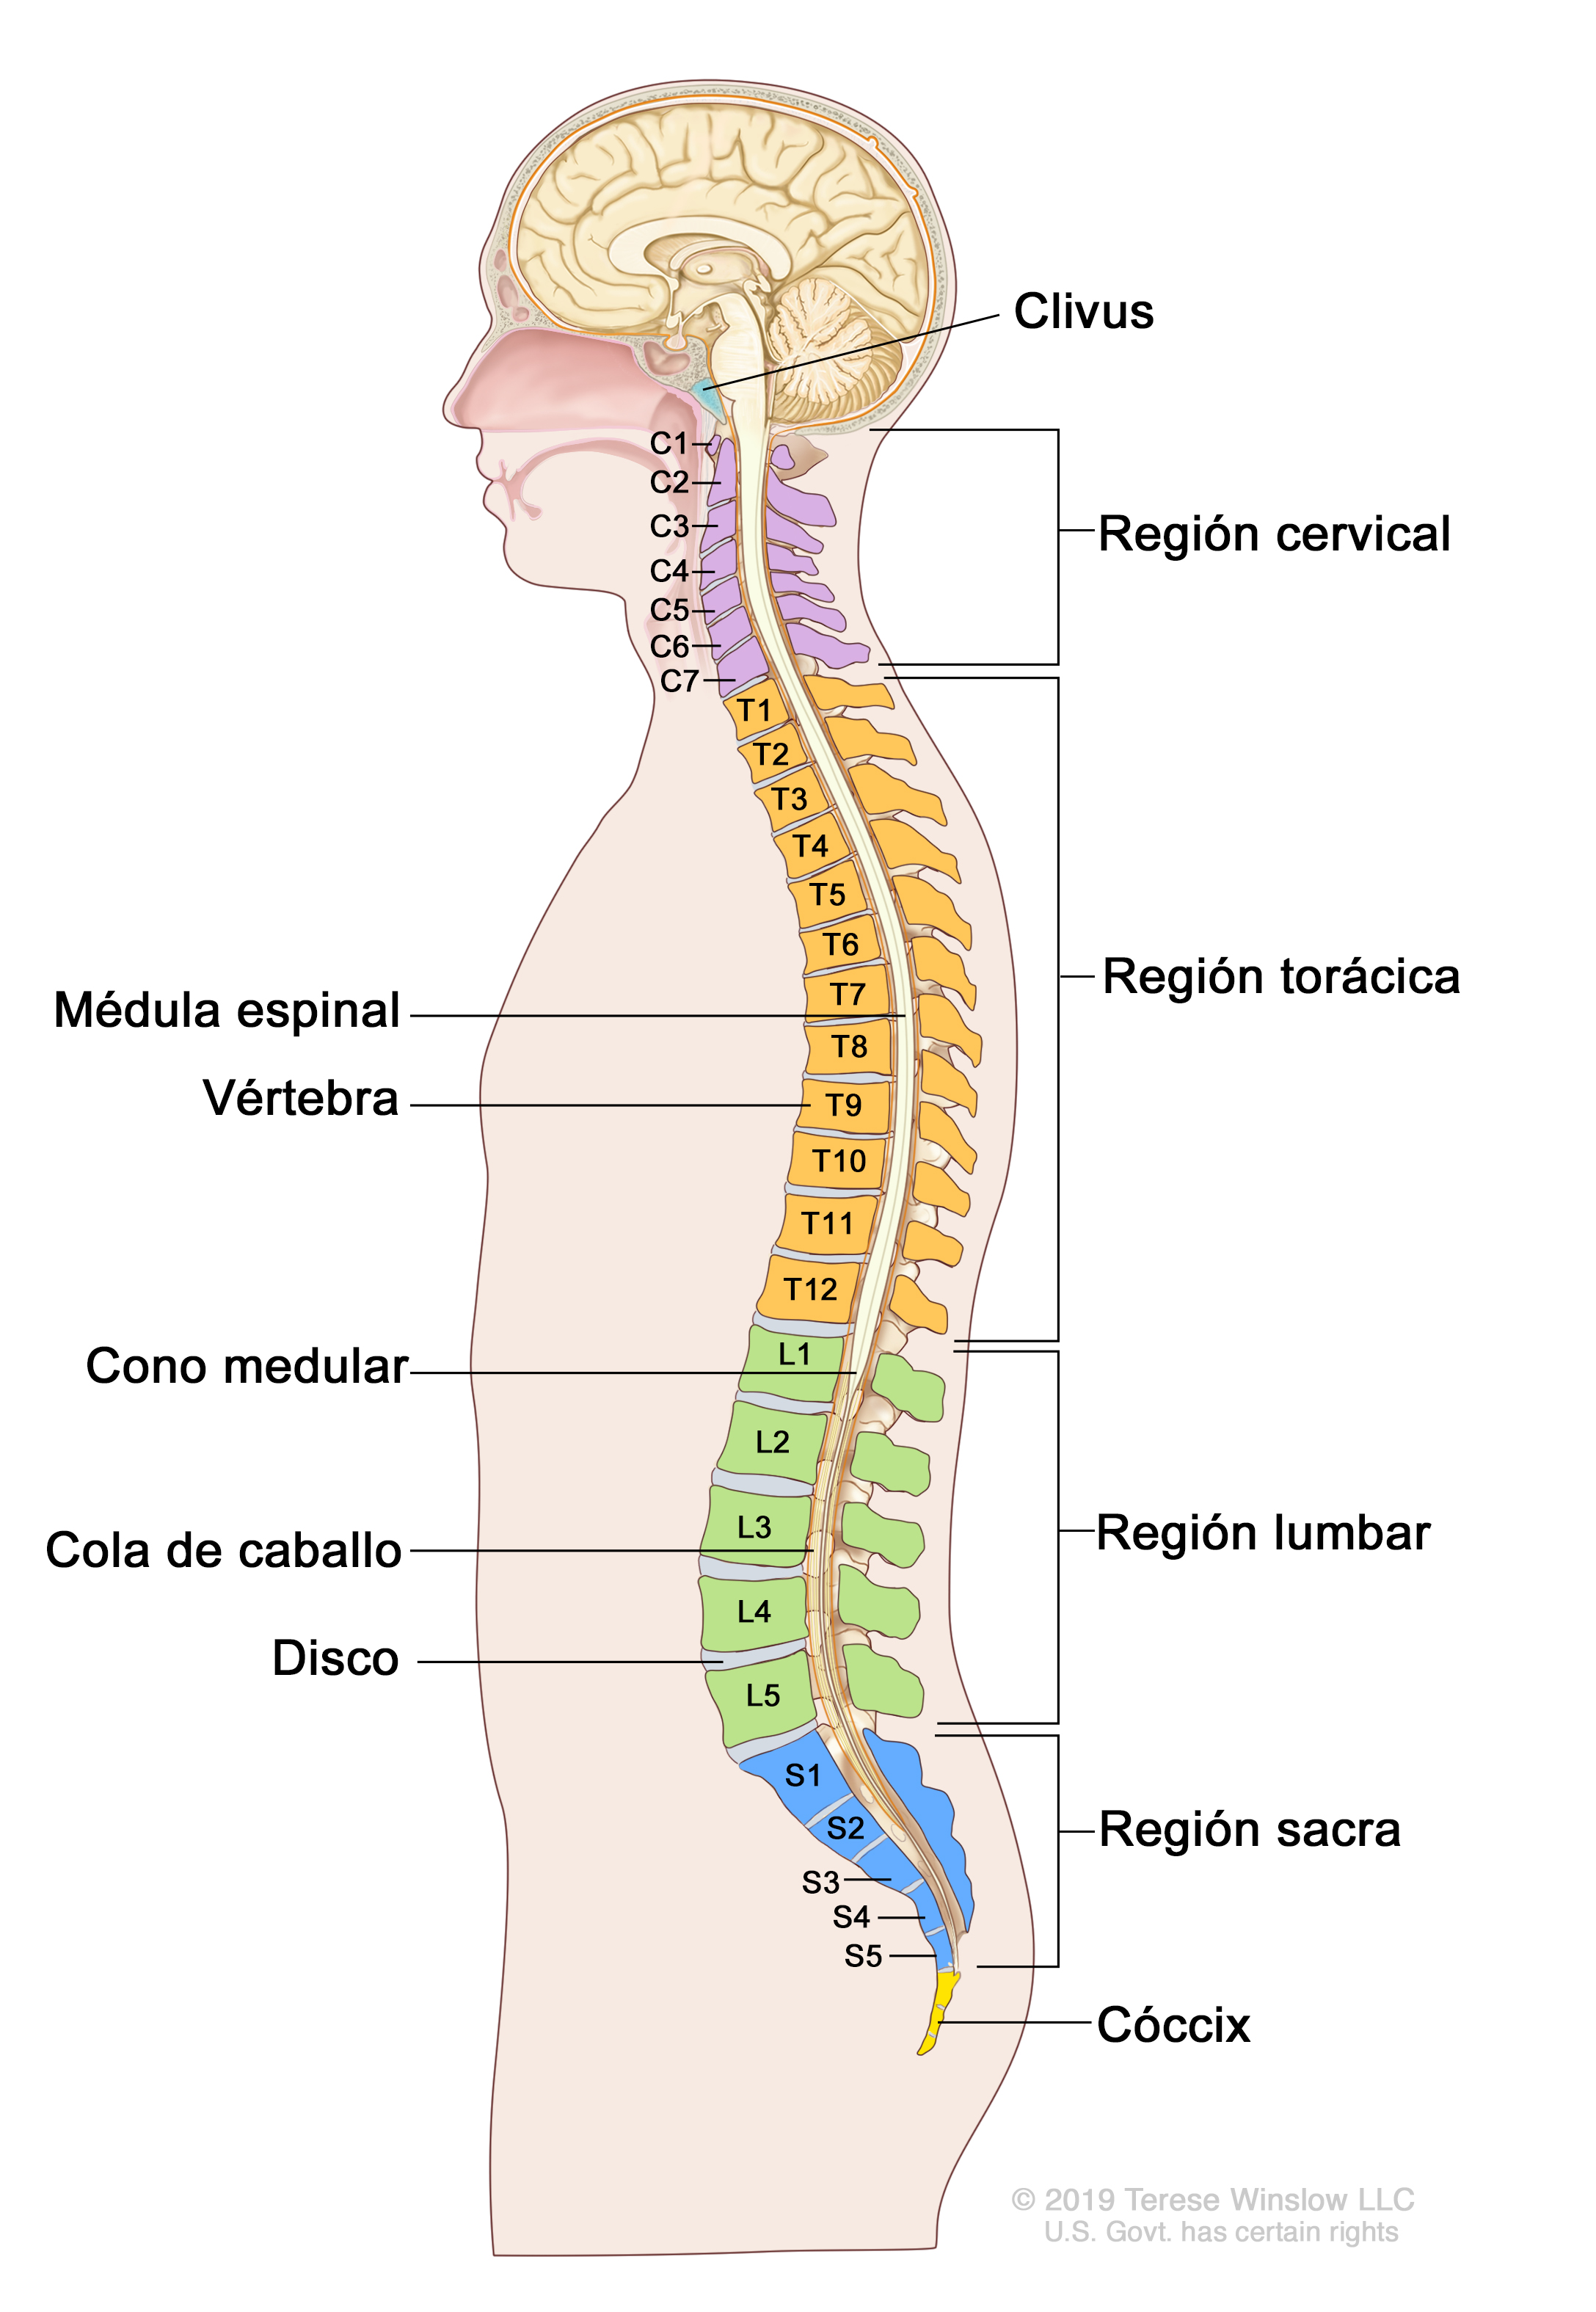 Clivus
C1
C2
C3
C4
C5
C6
C7
Región cervical
T1
T2
T3
T4
T5
T6
T7
T8
T9
T10
T11
T12
Región torácica
Médula espinal
Vértebra
Cono medular
L1
L2
L3
L4
L5
Región lumbar
Cola de caballo
Disco
S1
S2
S3
S4
S5
Región sacra
Cóccix
© 2019 Terese Winslow LLC
U.S. Govt. has certain rights